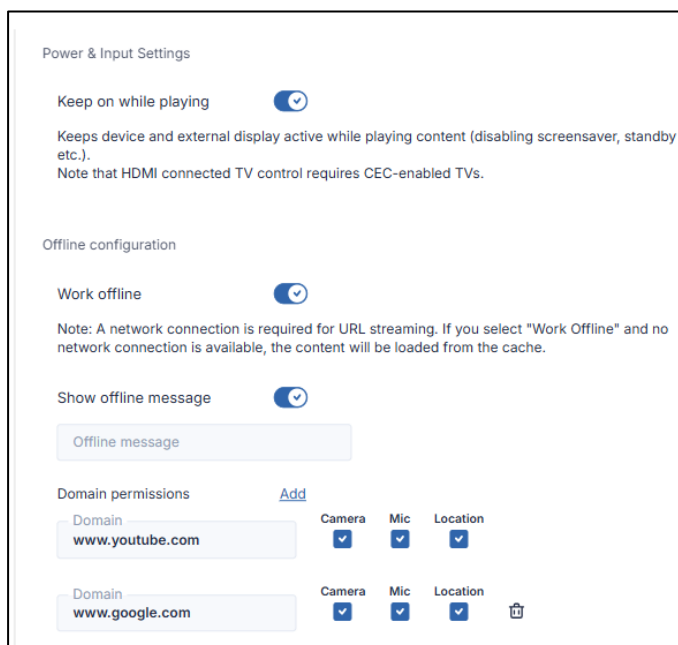 Power & Input Settings
Keep on while playing
Keeps device and external display active while playing content (disabling screensaver, standby
etc.).
Note that HDMI connected TV control requires CEC-enabled TVs.
Offline configuration
Work offline
Note: A network connection is required for URL streaming. If you select "Work Offline" and no
network connection is available, the content will be loaded from the cache.
Show offline message
Offline message
Domain permissions Add
Domain Camera Mic Location
www.youtube.com
Domain Camera Mic Location
www.google.com